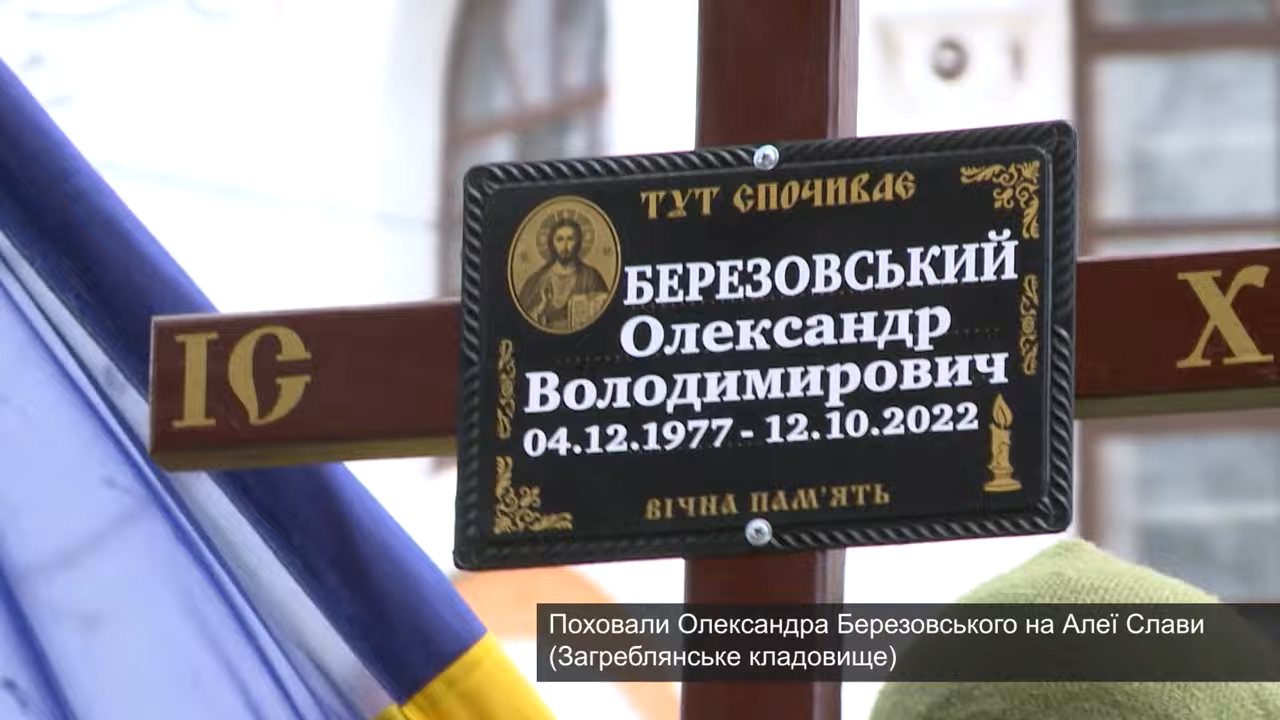 ТУТ СПОЧИВАЄ
БЕРЕЗОВСЬКИЙ
Олександр
Володимирович
04.12.1977 - 12.10.2022
ВІЧНА ПАМ'ЯТЬ
ІС
Х
Поховали Олександра Березовського на Алеї Слави
(Загреблянське кладовище)